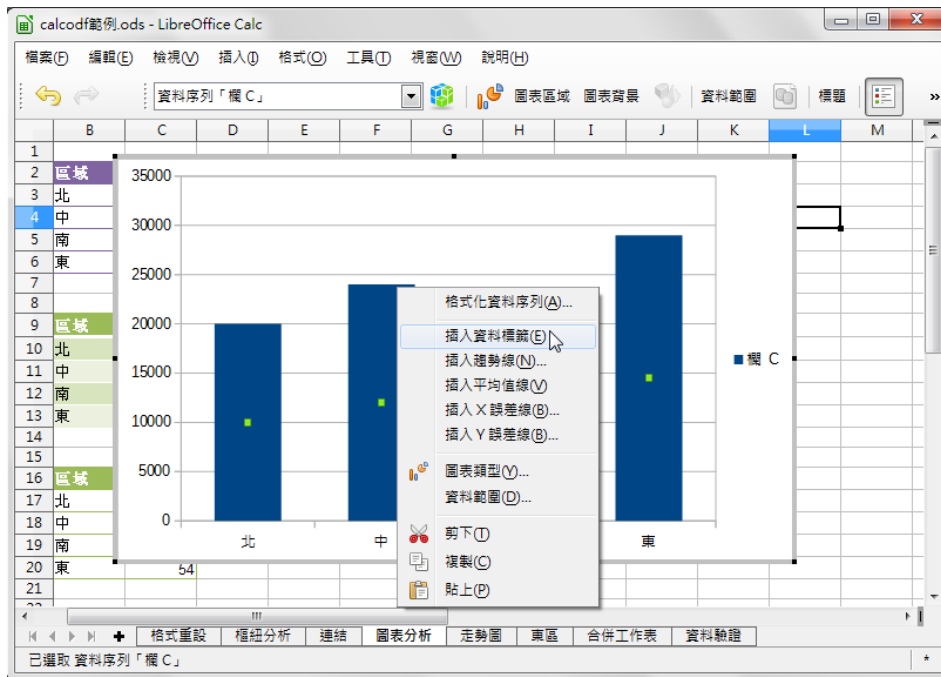 calcodf範例.ods - LibreOffice Calc
檔案(F) 編輯(E) 檢視(V) 插入(I) 格式(O) 工具(T) 視窗(W) 說明(H)
資料序列「欄 C」 圖表區域 圖表背景 資料範圍 標題 »
B C D E F G H I J K L M
1
2 區域
3 北
4 中
5 南
6 東
7
8
9 區域
10 北
11 中
12 南
13 東
14
15
16 區域
17 北
18 中
19 南
20 東 54
21
22
35000
30000
25000
20000
15000
10000
5000
0
北 中 東
欄 C
格式化資料序列(A)...
插入資料標籤(E)
插入趨勢線(N)...
插入平均值線(V)
插入 X 誤差線(B)...
插入 Y 誤差線(B)...
圖表類型(Y)...
資料範圍(D)...
剪下(T)
複製(C)
貼上(P)
格式重設 樞紐分析 連結 圖表分析 走勢圖 東區 合併工作表 資料驗證
已選取 資料序列「欄 C」 *